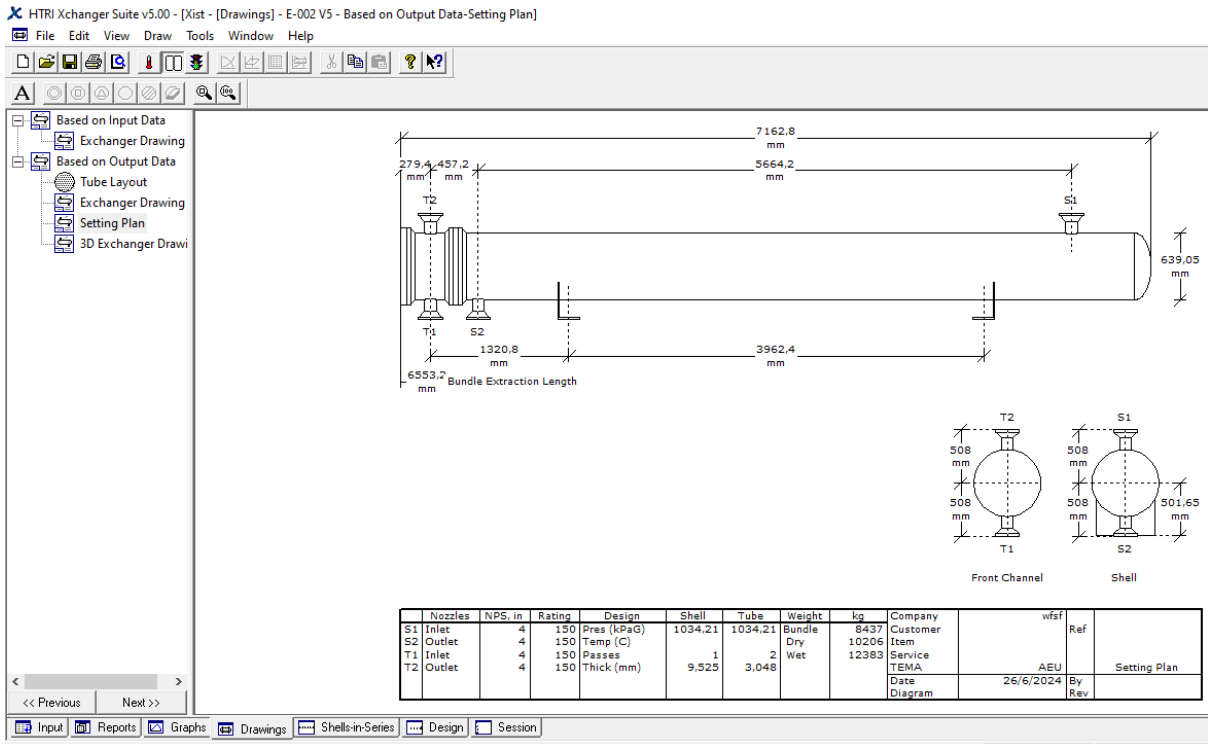 HTRI Xchanger Suite v5.00 - [Xist - [Drawings] - E-002 V5 - Based on Output Data-Setting Plan]
File Edit View Draw Tools Window Help
A
Based on Input Data
Exchanger Drawing
Based on Output Data
Tube Layout
Exchanger Drawing
Setting Plan
3D Exchanger Drawi
<< Previous Next >>
7162,8
mm
279,4 457,2 5664,2
mm mm mm
T2 S1
639,05
mm
T1 S2
1320,8 3962,4
mm mm
6553,2 Bundle Extraction Length
mm
T2 S1
508 508
mm mm
508 508 501,65
mm mm mm
T1 S2
Front Channel Shell
Nozzles NPS, in Rating Design Shell Tube Weight kg Company wfsf
S1 Inlet 4 150 Pres (kPaG) 1034,21 1034,21 Bundle 8437 Customer Ref
S2 Outlet 4 150 Temp (C) Dry 10206 Item
T1 Inlet 4 150 Passes 1 2 Wet 12383 Service
T2 Outlet 4 150 Thick (mm) 9,525 3,048 TEMA AEU Setting Plan
Date 26/6/2024 By
Diagram Rev
Input Reports Graphs Drawings Shells-in-Series Design Session